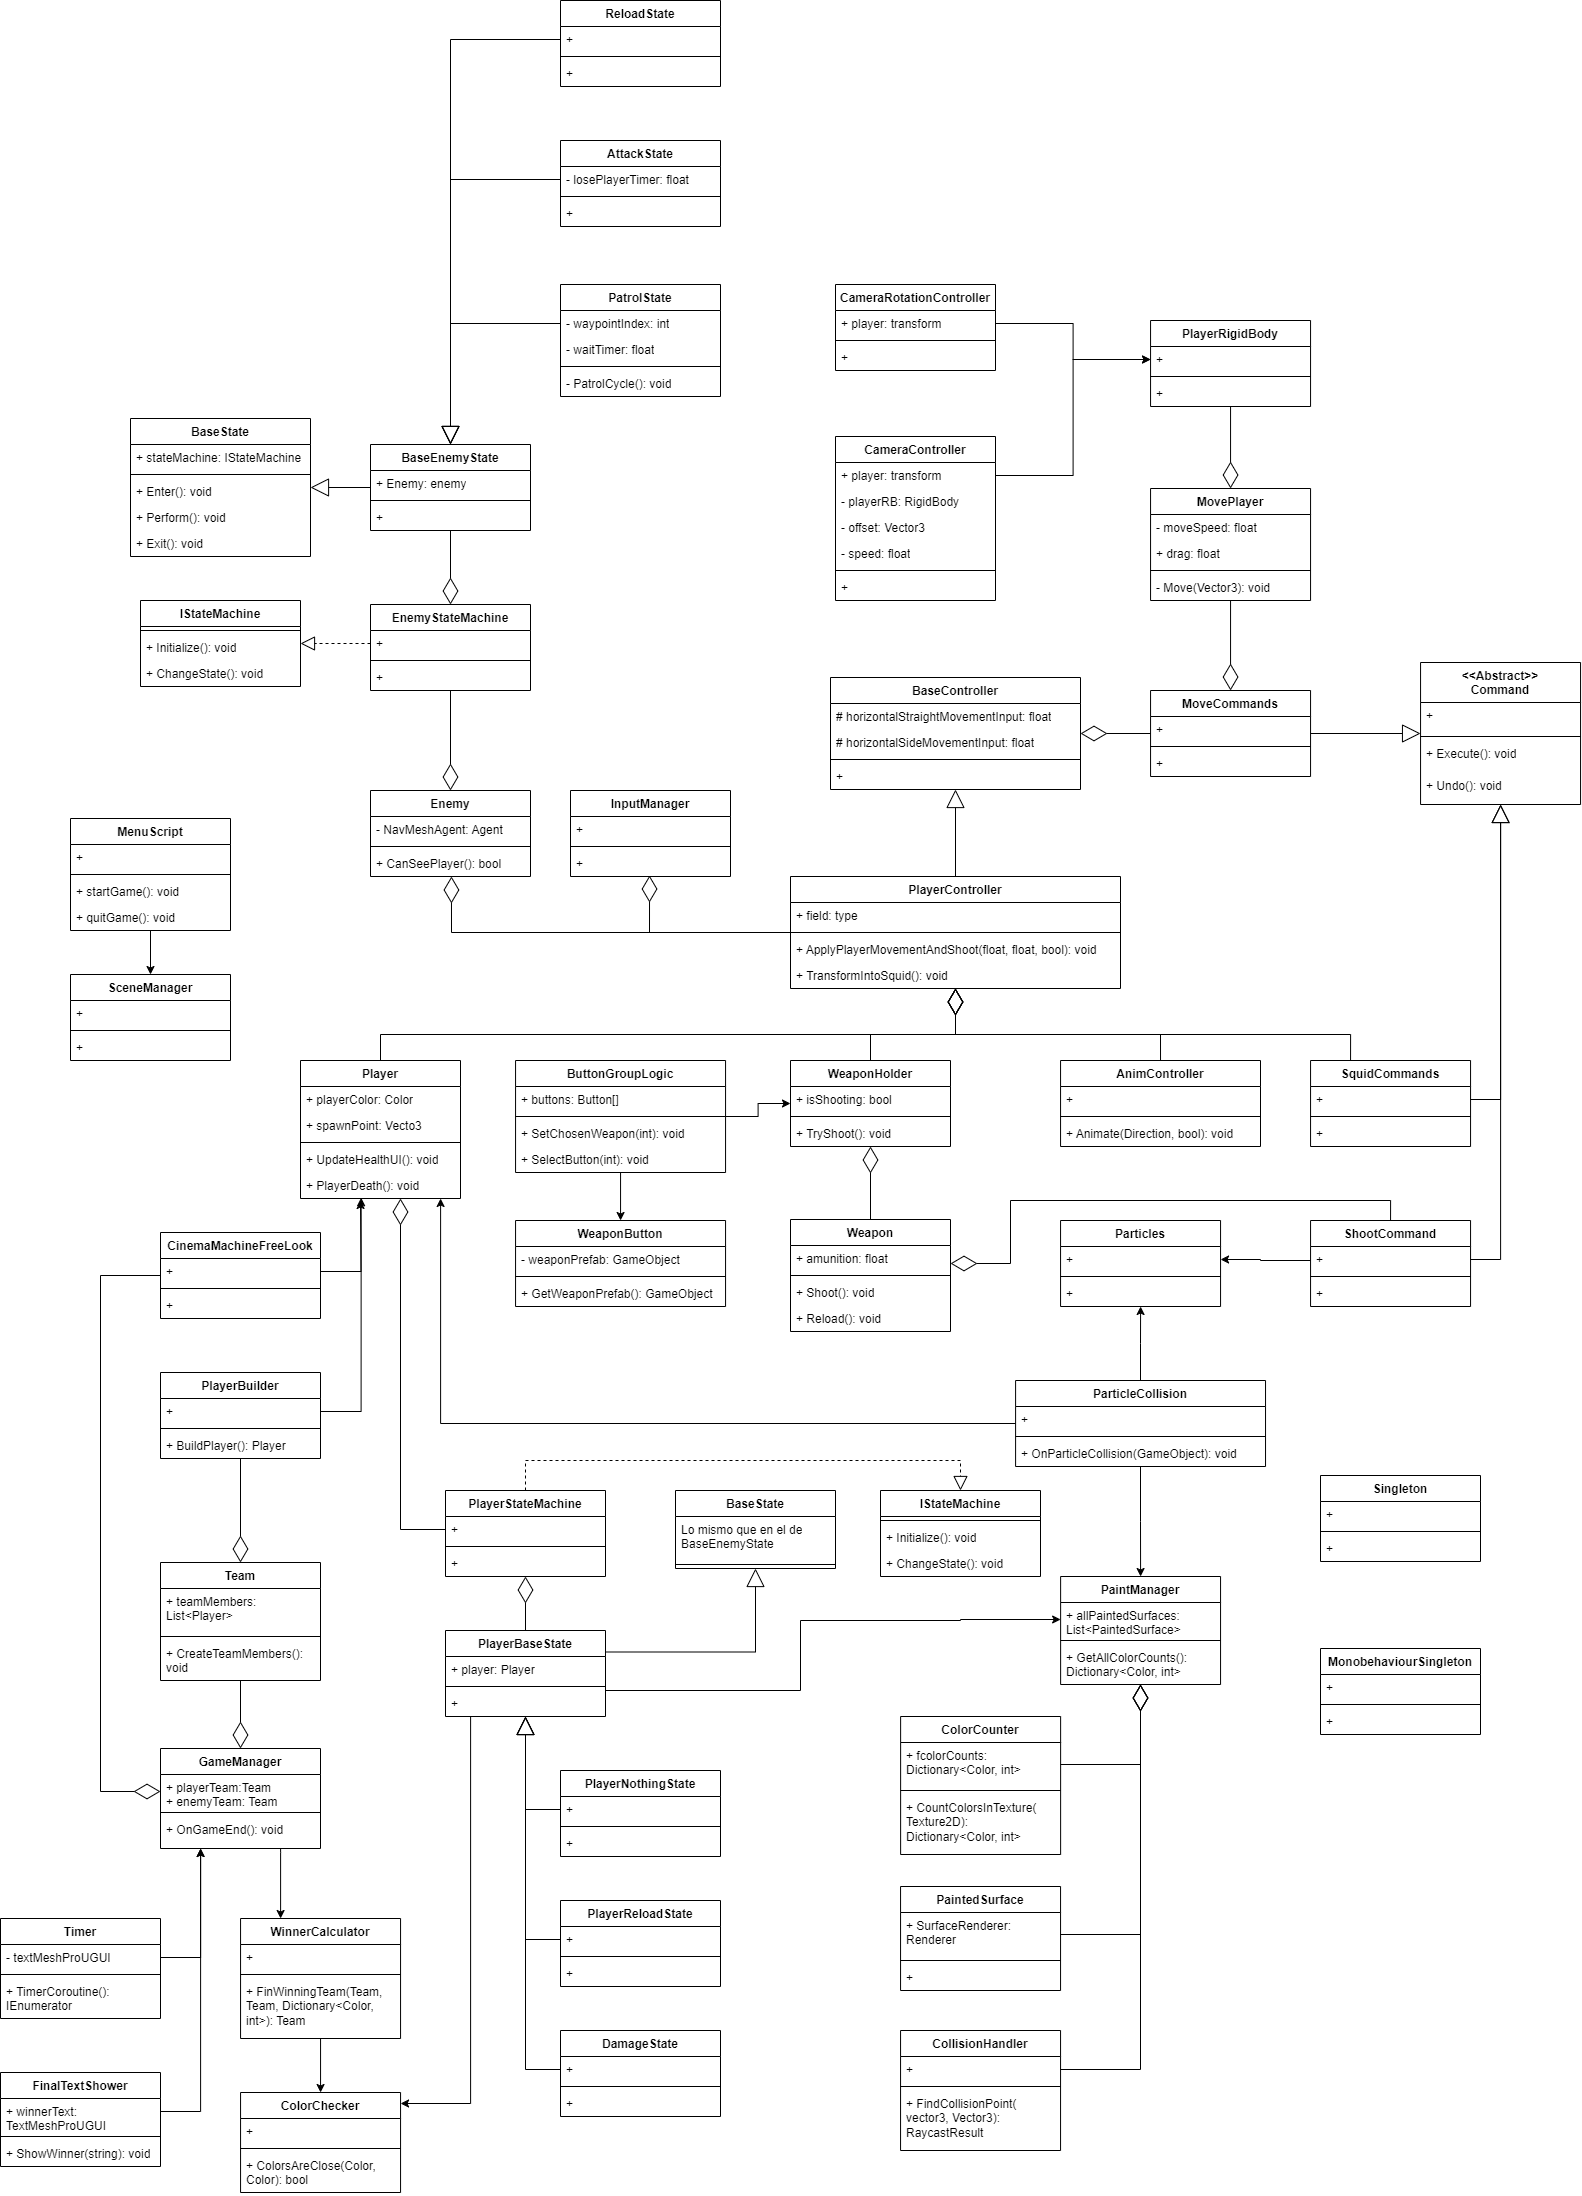 ReloadState
+
+
AttackState
- losePlayerTimer: float
+
PatrolState
- waypointIndex: int
- waitTimer: float
- PatrolCycle(): void
CameraRotationController
+ player: transform
+
PlayerRigidBody
+
+
BaseState
+ stateMachine: IStateMachine
+ Enter(): void
+ Perform(): void
+ Exit(): void
BaseEnemyState
+ Enemy: enemy
+
CameraController
+ player: transform
- playerRB: RigidBody
- offset: Vector3
- speed: float
+
MovePlayer
- moveSpeed: float
+ drag: float
- Move(Vector3): void
IStateMachine
+ Initialize(): void
+ ChangeState(): void
EnemyStateMachine
+
+
BaseController
# horizontalStraightMovementInput: float
# horizontalSideMovementInput: float
+
MoveCommands
+
+
<<Abstract>>
Command
+
+ Execute(): void
+ Undo(): void
MenuScript
+
+ startGame(): void
+ quitGame(): void
Enemy
- NavMeshAgent: Agent
+ CanSeePlayer(): bool
InputManager
+
+
PlayerController
+ field: type
+ ApplyPlayerMovementAndShoot(float, float, bool): void
+ TransformIntoSquid(): void
SceneManager
+
+
Player
+ playerColor: Color
+ spawnPoint: Vecto3
+ UpdateHealthUI(): void
+ PlayerDeath(): void
ButtonGroupLogic
+ buttons: Button[]
+ SetChosenWeapon(int): void
+ SelectButton(int): void
WeaponHolder
+ isShooting: bool
+ TryShoot(): void
AnimController
+
+ Animate(Direction, bool): void
SquidCommands
+
+
CinemaMachineFreeLook
+
+
WeaponButton
- weaponPrefab: GameObject
+ GetWeaponPrefab(): GameObject
Weapon
+ amunition: float
+ Shoot(): void
+ Reload(): void
Particles
+
+
ShootCommand
+
+
PlayerBuilder
+
+ BuildPlayer(): Player
ParticleCollision
+
+ OnParticleCollision(GameObject): void
PlayerStateMachine
+
+
BaseState
Lo mismo que en el de
BaseEnemyState
IStateMachine
+ Initialize(): void
+ ChangeState(): void
Singleton
+
+
Team
+ teamMembers:
List<Player>
+ CreateTeamMembers():
void
PlayerBaseState
+ player: Player
+
PaintManager
+ allPaintedSurfaces:
List<PaintedSurface>
+ GetAllColorCounts():
Dictionary<Color, int>
MonobehaviourSingleton
+
+
GameManager
+ playerTeam:Team
+ enemyTeam: Team
+ OnGameEnd(): void
PlayerNothingState
+
+
ColorCounter
+ fcolorCounts:
Dictionary<Color, int>
+ CountColorsInTexture(
Texture2D):
Dictionary<Color, int>
Timer
- textMeshProUGUI
+ TimerCoroutine():
IEnumerator
WinnerCalculator
+
+ FinWinningTeam(Team,
Team, Dictionary<Color,
int>): Team
PlayerReloadState
+
+
PaintedSurface
+ SurfaceRenderer:
Renderer
+
FinalTextShower
+ winnerText:
TextMeshProUGUI
+ ShowWinner(string): void
ColorChecker
+
+ ColorsAreClose(Color,
Color): bool
DamageState
+
+
CollisionHandler
+
+ FindCollisionPoint(
vector3, Vector3):
RaycastResult